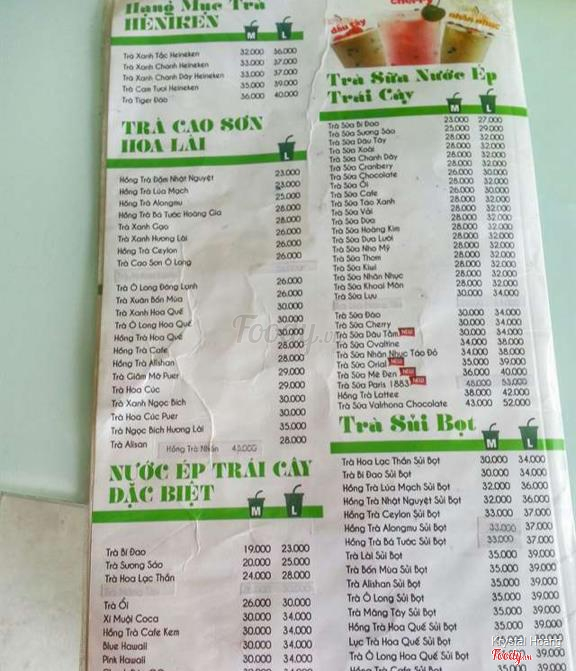 Hạng Mục Trà
HENIKEN
M L
Trà Xanh Tắc Heineken 32.000 36.000
Trà Xanh Chanh Heineken 33.000 37.000
Trà Xanh Chanh Dây Heineken 33.000 37.000
Trà Cam Tươi Heineken 35.000 39.000
Trà Tiger Đào 36.000 40.000
TRÀ CAO SƠN
HOA LÀI
L
Hồng Trà Đậm Nhật Nguyệt 23.000
Hồng Trà Lúa Mạch 23.000
Hồng Trà Alongmu 25.000
Hồng Trà Bá Tước Hoàng Gia 28.000
Trà Xanh Gạo 28.000
Trà Xanh Hương Lài 26.000
Hồng Trà Ceylon 26.000
Trà Cao Sơn Ô Long 26.000
Trà Ô Long Đông Lạnh 26.000
Trà Xuân Bốn Mùa 26.000
Trà Xanh Hoa Quế 30.000
Trà Ô Long Hoa Quế 30.000
Hồng Trà Hoa Quế 30.000
Hồng Trà Cafe 28.000
Hồng Trà Alishan 28.000
Trà Giảm Mỡ Puer 29.000
Trà Hoa Cúc 29.000
Trà Xanh Ngọc Bích 30.000
Trà Hoa Cúc Puer 30.000
Trà Ngọc Bích Hương Lài 35.000
Trà Alisan 28.000
Hồng Trà Nhãn
NƯỚC ÉP TRÁI CÂY
ĐẶC BIỆT
M L
Trà Bí Đao 19.000 23.000
Trà Sương Sáo 20.000 25.000
Trà Hoa Lạc Thần 24.000 28.000
Trà Ổi 26.000 30.000
Xí Muội Coca 30.000 34.000
Hồng Trà Cafe Kem 30.000 34.000
Blue Hawaii 30.000 34.000
Pink Hawaii 30.000 34.000
dâu tây
cherry
nhãn nhục
Trà Sữa Nước Ép
Trái Cây
M L
Trà Sữa Bí Đao 23.000 27.000
Trà Sữa Sương Sáo 25.000 29.000
Trà Sữa Dâu Tây 28.000 32.000
Trà Sữa Xoài 28.000 32.000
Trà Sữa Chanh Dây 28.000 32.000
Trà Sữa Cranbery 28.000 32.000
Trà Sữa Chocolate 26.000 30.000
Trà Sữa Ổi 28.000 32.000
Trà Sữa Cafe 26.000 30.000
Trà Sữa Táo Xanh 28.000 32.000
Trà Sữa Vải 28.000 32.000
Trà Sữa Dừa 28.000 32.000
Trà Sữa Hoàng Kim 28.000 32.000
Trà Sữa Dưa Lưới 28.000 32.000
Trà Sữa Nho Mỹ 28.000 32.000
Trà Sữa Thơm 28.000 32.000
Trà Sữa Kiwi 28.000 32.000
Trà Sữa Nhãn Nhục 28.000 32.000
Trà Sữa Khoai Môn 28.000 32.000
Trà Sữa Lựu 30.000 34.000
Trà Sữa Đào 30.000 34.000
Trà Sữa Cherry 30.000 34.000
Trà Sữa Dâu Tằm NEW 30.000 34.000
Trà Sữa Ovaltine 34.000 38.000
Trà Sữa Nhãn Nhục Táo Đỏ 34.000 38.000
Trà Sữa Orial NEW 35.000 39.000
Trà Sữa Mè Đen NEW 36.000 40.000
Trà Sữa Paris 1883 NEW 48.000 53.000
Hồng Trà Lattee 38.000 42.000
Trà Sữa Valrhona Chocolate 43.000 52.000
Trà Sủi Bọt
M L
Trà Hoa Lạc Thần Sủi Bọt 30.000 34.000
Trà Bí Đao Sủi Bọt 30.000 34.000
Hồng Trà Lúa Mạch Sủi Bọt 32.000 36.000
Hồng Trà Nhật Nguyệt Sủi Bọt 32.000 36.000
Hồng Trà Ceylon Sủi Bọt 33.000 37.000
Hồng Trà Alongmu Sủi Bọt 33.000 37.000
Hồng Trà Bá Tước Sủi Bọt 33.000 37.000
Trà Lài Sủi Bọt 35.000 39.000
Trà Bốn Mùa Sủi Bọt 35.000 39.000
Trà Alishan Sủi Bọt 35.000 39.000
Trà Ô Long Sủi Bọt 35.000 39.000
Trà Măng Tây Sủi Bọt 35.000 39.000
Hồng Trà Hoa Quế Sủi Bọt 35.000 39.000
Lục Trà Hoa Quế Sủi Bọt
Trà Ô Long Hoa Quế Sủi Bọt
Foody.vn
Krystel Hoang
Foody.vn